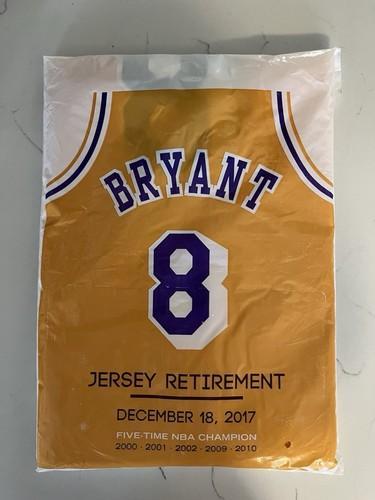 BRYANT
8
JERSEY RETIREMENT
DECEMBER 18, 2017
FIVE-TIME NBA CHAMPION
2000 · 2001 · 2002 · 2009 · 2010